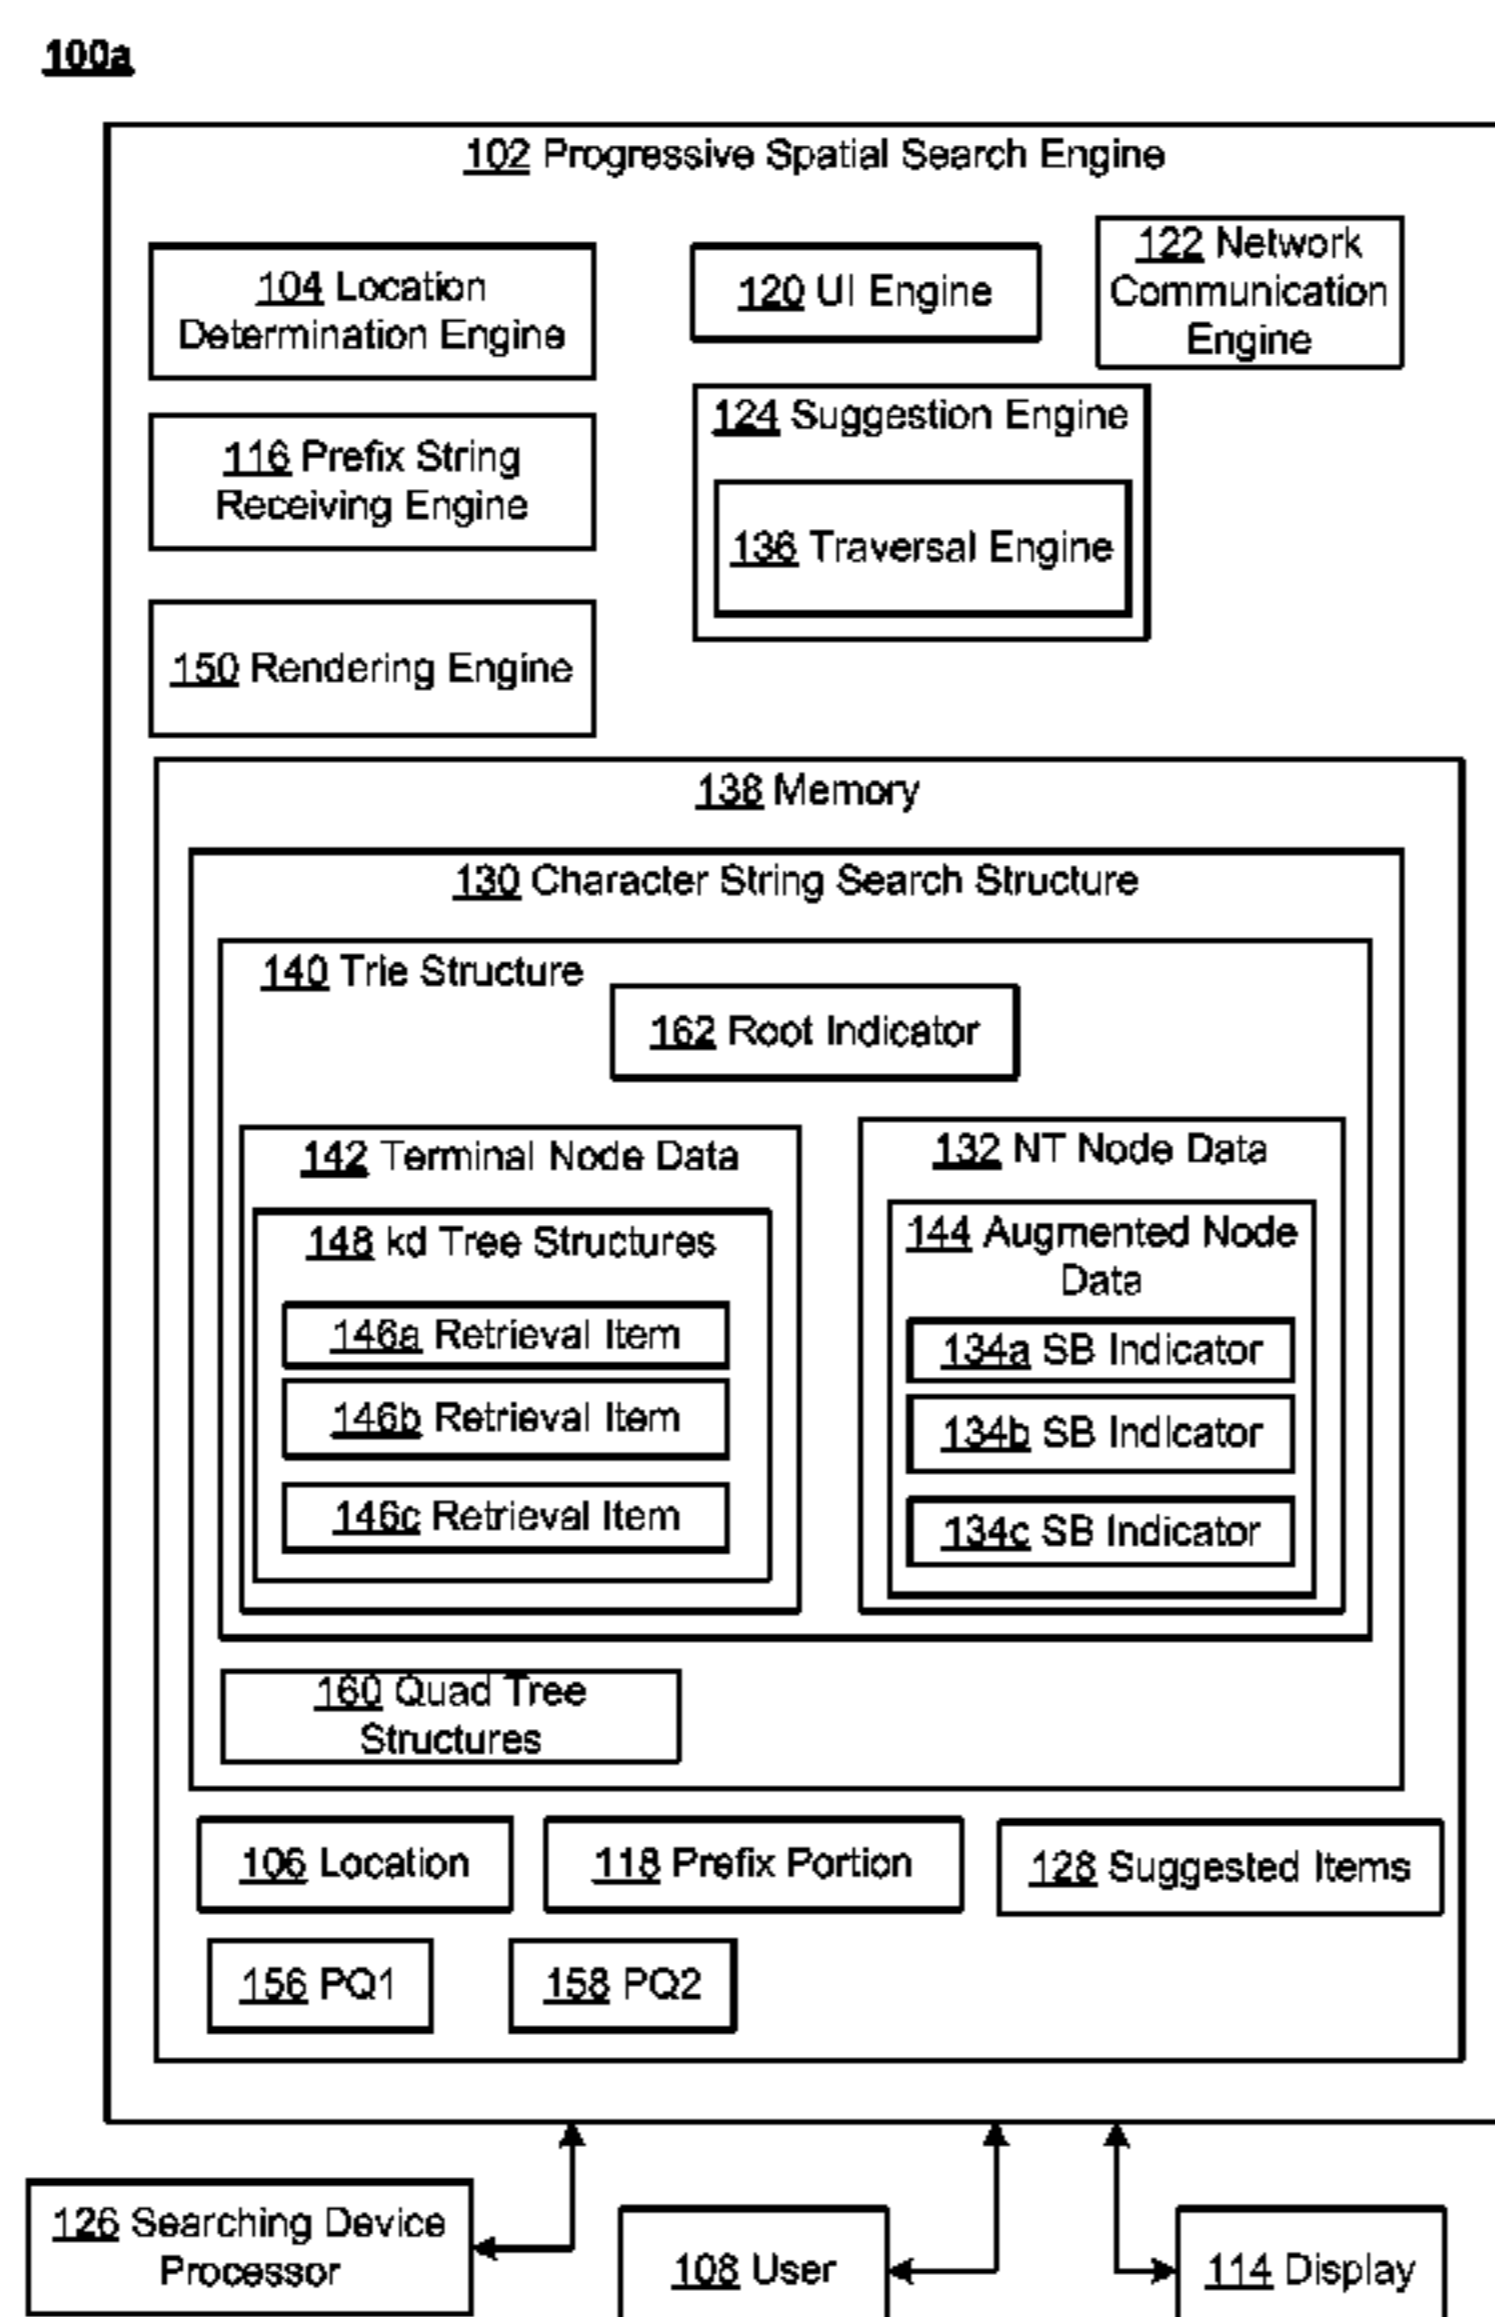 100a
102 Progressive Spatial Search Engine
104 Location
Determination Engine
120 UI Engine
122 Network
Communication
Engine
116 Prefix String
Receiving Engine
124 Suggestion Engine
136 Traversal Engine
150 Rendering Engine
138 Memory
130 Character String Search Structure
140 Trie Structure
162 Root Indicator
142 Terminal Node Data
148 kd Tree Structures
146a Retrieval Item
146b Retrieval Item
146c Retrieval Item
132 NT Node Data
144 Augmented Node
Data
134a SB Indicator
134b SB Indicator
134c SB Indicator
160 Quad Tree
Structures
106 Location
118 Prefix Portion
128 Suggested Items
156 PQ1
158 PQ2
126 Searching Device
Processor
108 User
114 Display